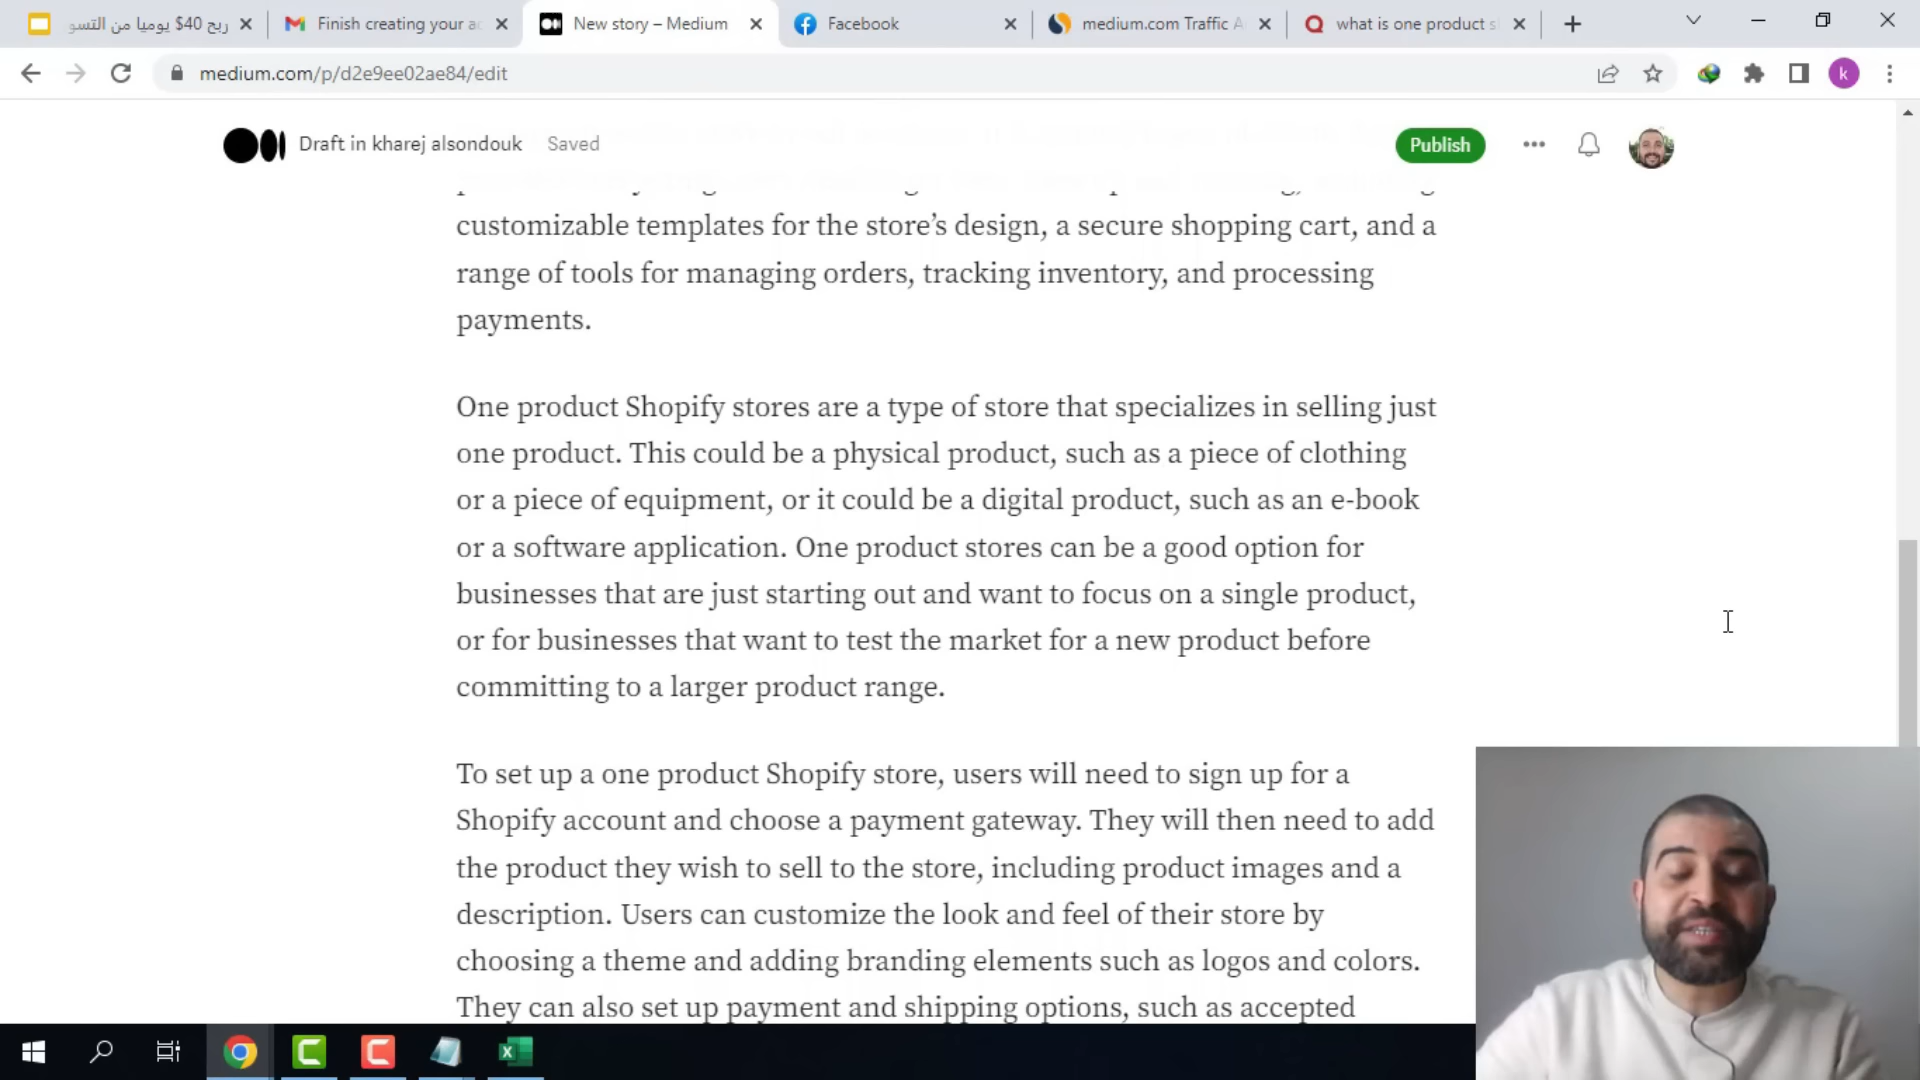 ربح 40$ يوميا من التسو
Finish creating your ac
New story – Medium
Facebook
medium.com Traffic A
what is one product s
medium.com/p/d2e9ee02ae84/edit
k
Draft in kharej alsondouk
Saved
Publish
customizable templates for the store’s design, a secure shopping cart, and a
range of tools for managing orders, tracking inventory, and processing
payments.
One product Shopify stores are a type of store that specializes in selling just
one product. This could be a physical product, such as a piece of clothing
or a piece of equipment, or it could be a digital product, such as an e-book
or a software application. One product stores can be a good option for
businesses that are just starting out and want to focus on a single product,
or for businesses that want to test the market for a new product before
committing to a larger product range.
To set up a one product Shopify store, users will need to sign up for a
Shopify account and choose a payment gateway. They will then need to add
the product they wish to sell to the store, including product images and a
description. Users can customize the look and feel of their store by
choosing a theme and adding branding elements such as logos and colors.
They can also set up payment and shipping options, such as accepted